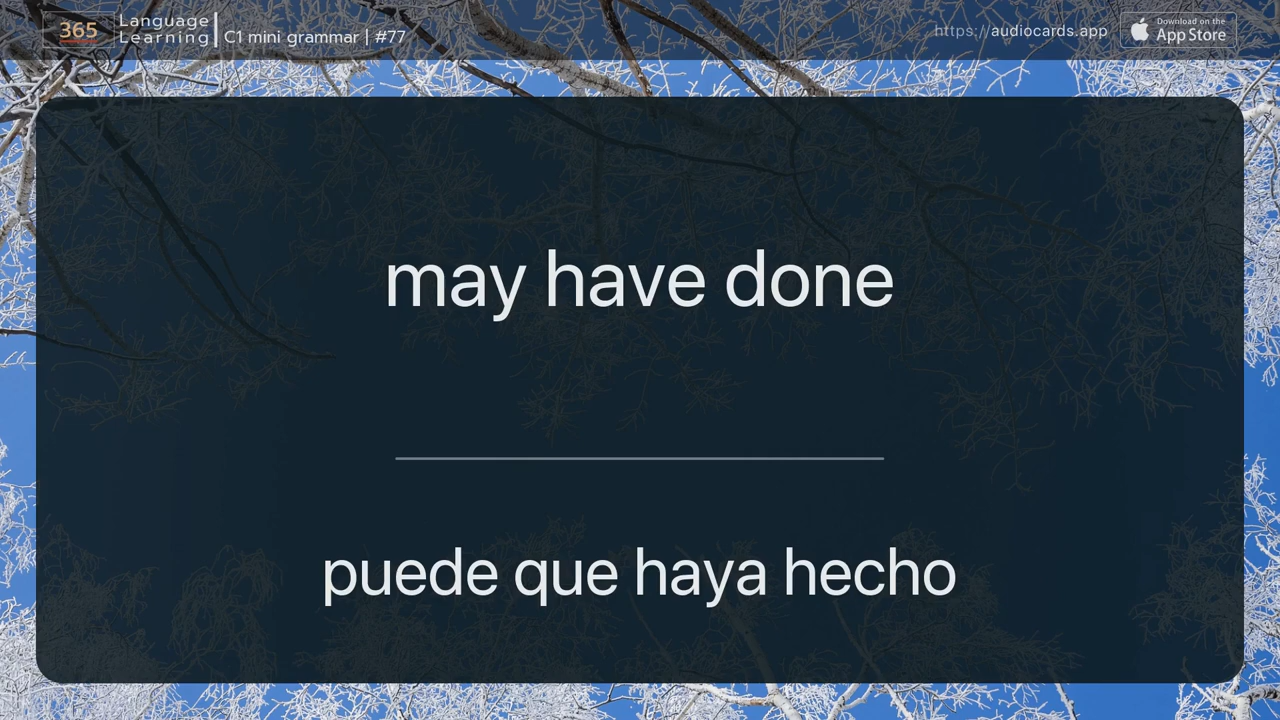 365
Language
Learning
C1 mini grammar | #77
https://audiocards.app
Download on the
App Store
may have done
puede que haya hecho